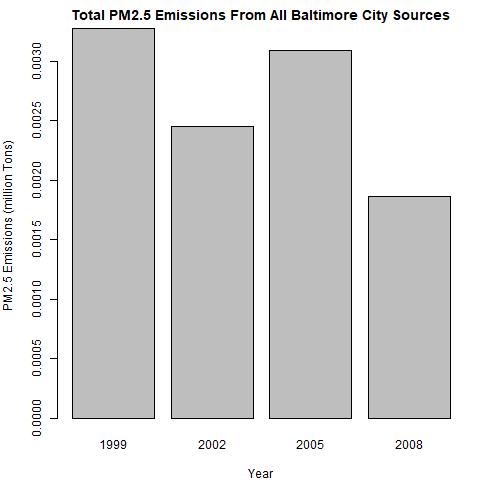 Total PM2.5 Emissions From All Baltimore City Sources
PM2.5 Emissions (million Tons)
0.0030
0.0025
0.0020
0.0015
0.0010
0.0005
0.0000
1999 2002 2005 2008
Year